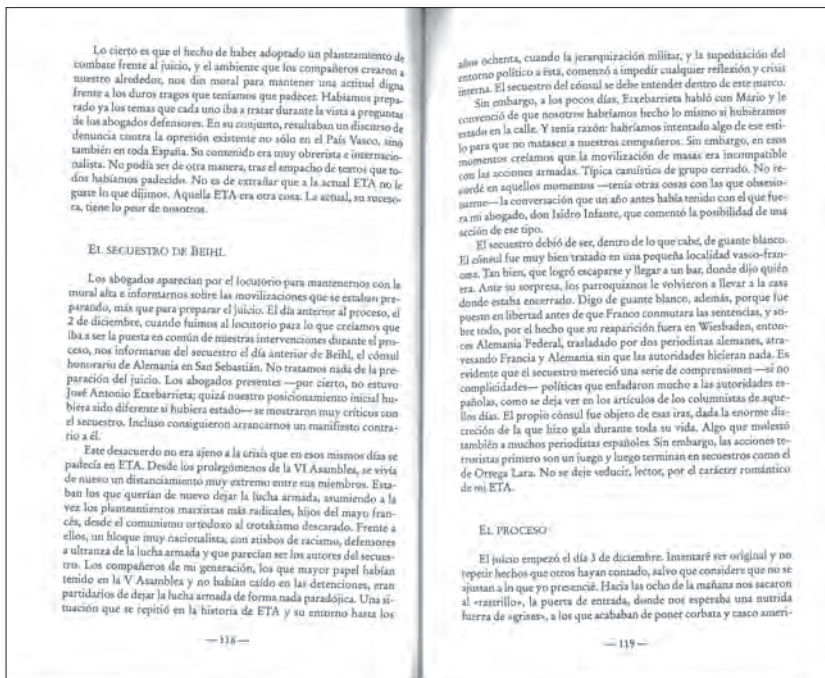 Lo cierto es que el hecho de haber adoptado un planteamiento de
combate frente al juicio, y el ambiente que los compañeros crearon a
nuestro alrededor, nos din moral para mantener una actitud digna
frente a los duros tragos que teníamos que padecer. Habíamos prepa-
rado ya los temas que cada uno iba a tratar durante la vista a preguntas
de los abogados defensores. En su conjunto, resultaban un discurso de
denuncia contra la opresión existente no sólo en el País Vasco, sino
también en toda España. Su contenido era muy obrerista e internacio-
nalista. No podía ser de otra manera, tras el empacho de textos que to-
dos habíamos padecido. No es de extrañar que a la actual ETA no le
guste lo que dijimos. Aquella ETA era otra cosa. La actual, su suceso-
ra, tiene lo peor de nosotros.
EL SECUESTRO DE BEIHL
Los abogados aparecían por el locutorio para mantenernos con la
moral alta e informarnos sobre las movilizaciones que se estaban pre-
parando, más que para preparar el juicio. El día anterior al proceso, el
2 de diciembre, cuando fuimos al locutorio para lo que creíamos que
iba a ser la puesta en común de nuestras intervenciones durante el pro-
ceso, nos informaron del secuestro el día anterior de Beihl, el cónsul
honorario de Alemania en San Sebastián. No tratamos nada de la pre-
paración del juicio. Los abogados presentes —por cierto, no estuvo
José Antonio Etxebarrieta; quizá nuestro posicionamiento inicial hu-
biera sido diferente si hubiera estado— se mostraron muy críticos con
el secuestro. Incluso consiguieron arrancarnos un manifiesto contra-
rio a él.
Este desacuerdo no era ajeno a la crisis que en esos mismos días se
padecía en ETA. Desde los prolegómenos de la VI Asamblea, se vivía
de nuevo un distanciamiento muy extremo entre sus miembros. Esta-
ban los que querían de nuevo dejar la lucha armada, asumiendo a la
vez los planteamientos marxistas más radicales, hijos del mayo fran-
cés, desde el comunismo ortodoxo al trotskismo descarado. Frente a
ellos, un bloque muy nacionalista, con atisbos de racismo, defensores
a ultranza de la lucha armada y que parecían ser los autores del secues-
tro. Los compañeros de mi generación, los que mayor papel habían
tenido en la V Asamblea y no habían caído en las detenciones, eran
partidarios de dejar la lucha armada de forma nada paradójica. Una si-
tuación que se repitió en la historia de ETA y su entorno hasta los
— 118 —
años ochenta, cuando la jerarquización militar, y la supeditación del
entorno político a ésta, comenzó a impedir cualquier reflexión y crisis
interna. El secuestro del cónsul se debe entender dentro de este marco.
Sin embargo, a los pocos días, Etxebarrieta habló con Mario y le
convenció de que nosotros habríamos hecho lo mismo si hubiéramos
estado en la calle. Y tenía razón: habríamos intentado algo de ese esti-
lo para que no matasen a nuestros compañeros. Sin embargo, en esos
momentos creíamos que la movilización de masas era incompatible
con las acciones armadas. Típica casuística de grupo cerrado. No re-
cordé en aquellos momentos —tenía otras cosas con las que obsesio-
narme— la conversación que un año antes había tenido con el que fue-
ra mi abogado, don Isidro Infante, que comentó la posibilidad de una
acción de ese tipo.
El secuestro debió de ser, dentro de lo que cabe, de guante blanco.
El cónsul fue muy bien tratado en una pequeña localidad vasco-fran-
cesa. Tan bien, que logró escaparse y llegar a un bar, donde dijo quién
era. Ante su sorpresa, los parroquianos le volvieron a llevar a la casa
donde estaba encerrado. Digo de guante blanco, además, porque fue
puesto en libertad antes de que Franco conmutara las sentencias, y so-
bre todo, por el hecho que su reaparición fuera en Wiesbaden, enton-
ces Alemania Federal, trasladado por dos periodistas alemanes, atra-
vesando Francia y Alemania sin que las autoridades hicieran nada. Es
evidente que el secuestro mereció una serie de comprensiones —si no
complicidades— políticas que enfadaron mucho a las autoridades es-
pañolas, como se deja ver en los artículos de los columnistas de aque-
llos días. El propio cónsul fue objeto de esas iras, dada la enorme dis-
creción de la que hizo gala durante toda su vida. Algo que molestó
también a muchos periodistas españoles. Sin embargo, las acciones te-
rroristas primero son un juego y luego terminan en secuestros como el
de Ortega Lara. No se deje seducir, lector, por el carácter romántico
de mi ETA.
EL PROCESO
El juicio empezó el día 3 de diciembre. Intentaré ser original y no
repetir hechos que otros hayan contado, salvo que considere que no se
ajustan a lo que yo presencié. Hacia las ocho de la mañana nos sacaron
al «rastrillo», la puerta de entrada, donde nos esperaba una nutrida
fuerza de «grises», a los que acababan de poner corbata y casco ameri-
— 119 —